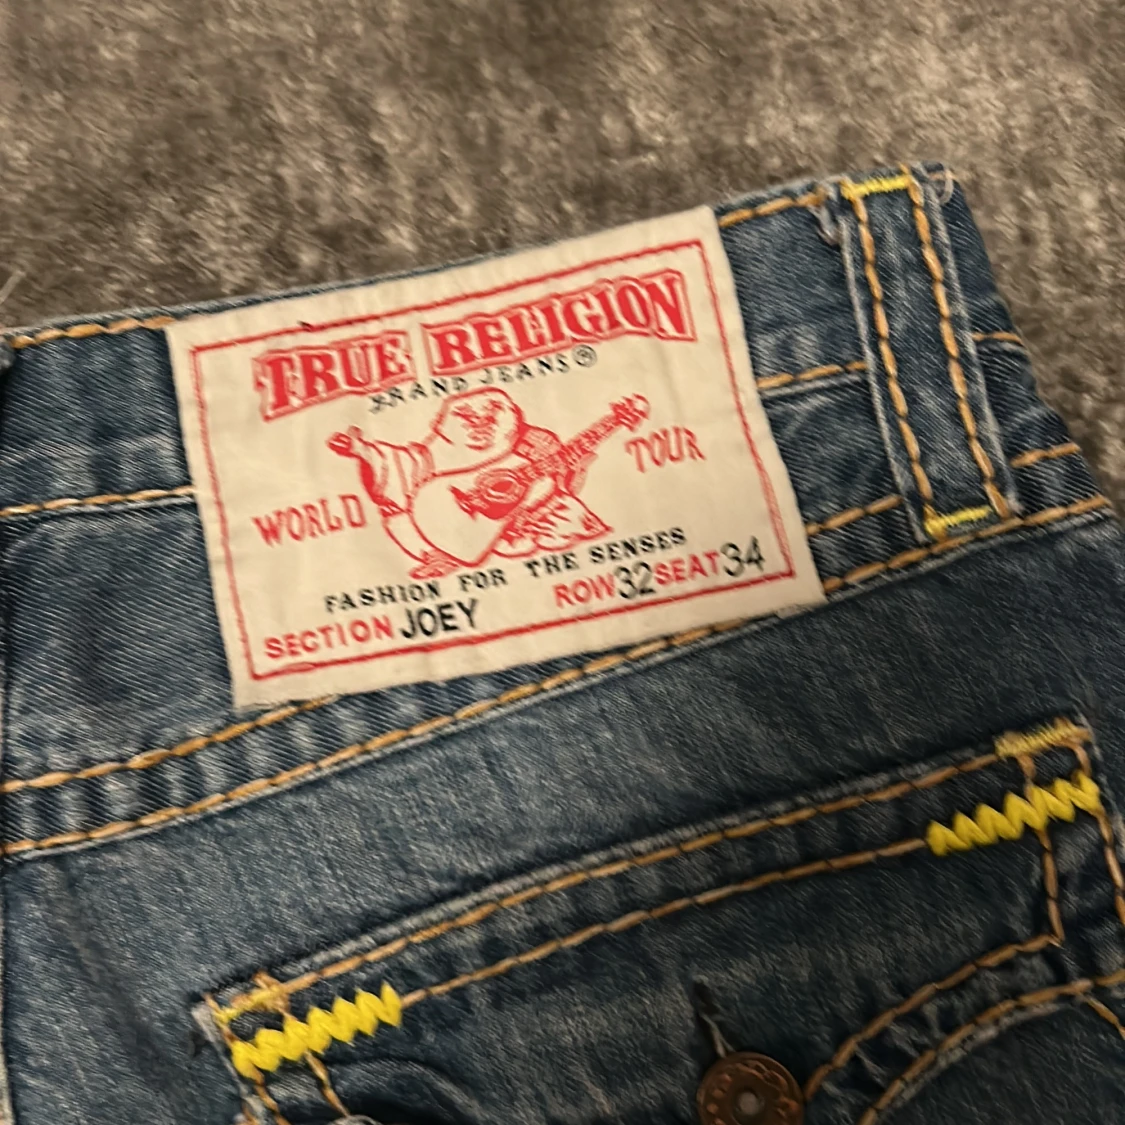 TRUE RELIGION
BRAND JEANS®
WORLD TOUR
FASHION FOR THE SENSES
SECTION JOEY ROW 32 SEAT 34